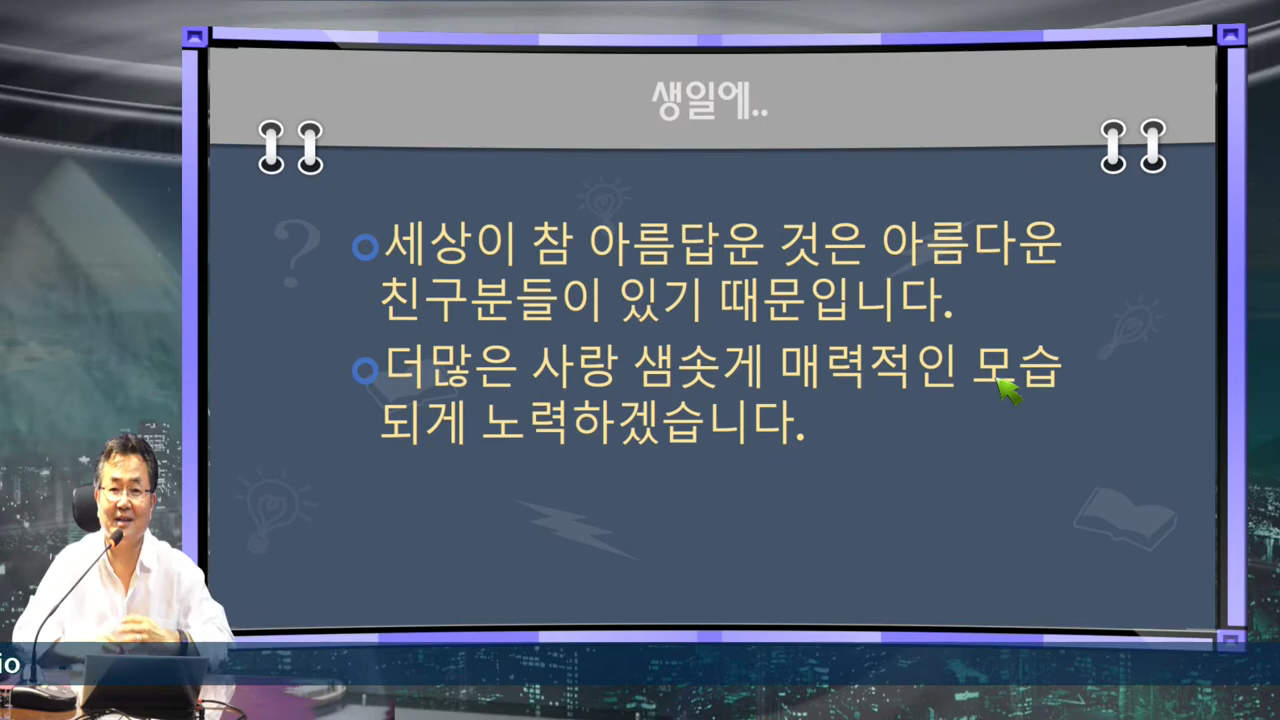 생일에..
세상이 참 아름답운 것은 아름다운
친구분들이 있기 때문입니다.
더많은 사랑 샘솟게 매력적인 모습
되게 노력하겠습니다.
io